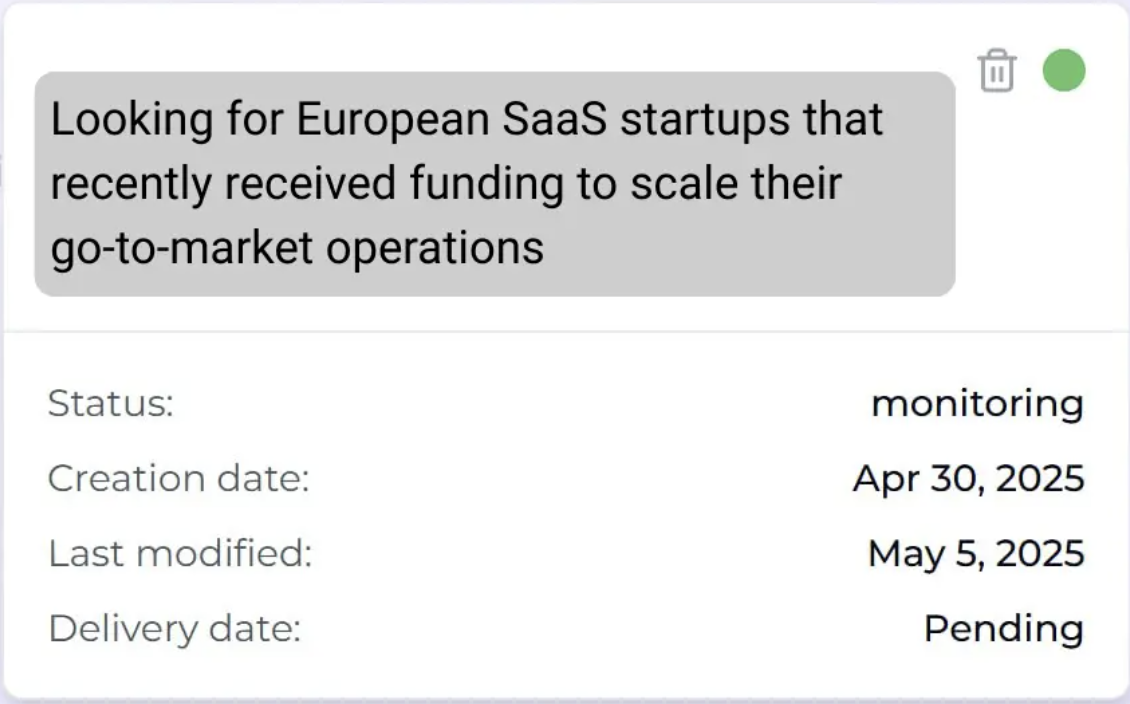 Looking for European SaaS startups that
recently received funding to scale their
go-to-market operations
Status: monitoring
Creation date: Apr 30, 2025
Last modified: May 5, 2025
Delivery date: Pending